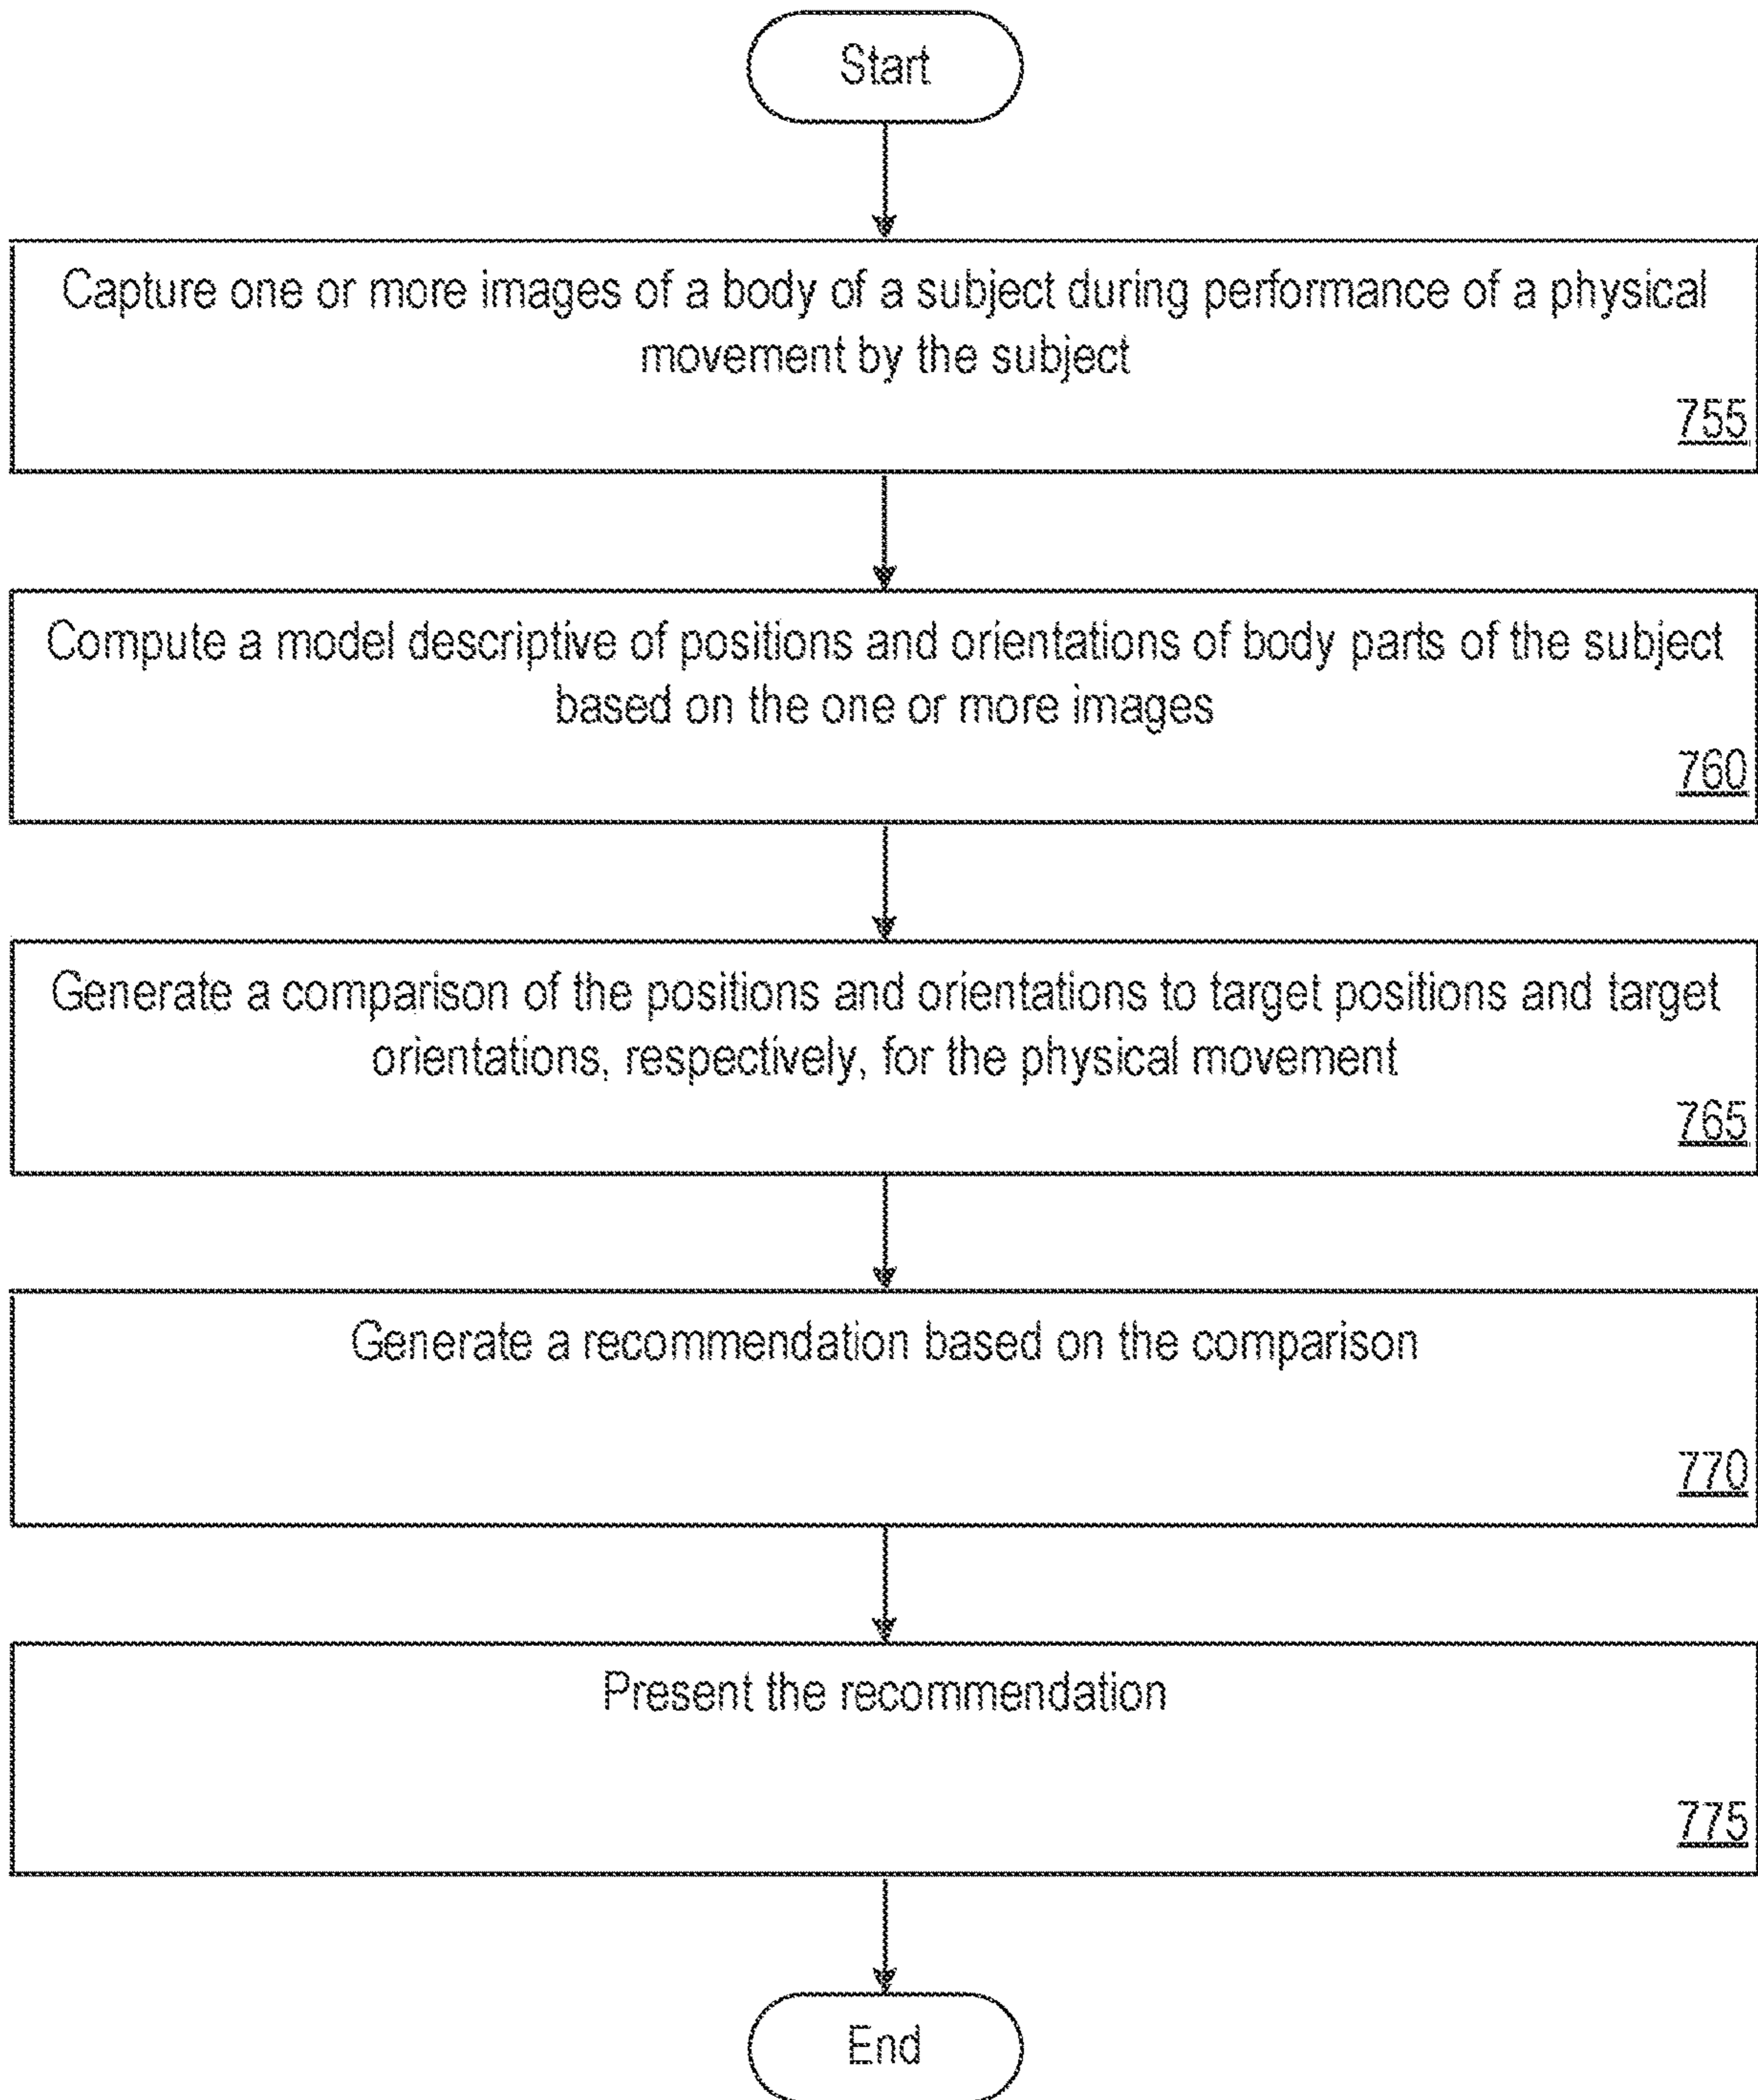 Start
Capture one or more images of a body of a subject during performance of a physical
movement by the subject
755
Compute a model descriptive of positions and orientations of body parts of the subject
based on the one or more images
760
Generate a comparison of the positions and orientations to target positions and target
orientations, respectively, for the physical movement
765
Generate a recommendation based on the comparison
770
Present the recommendation
775
End